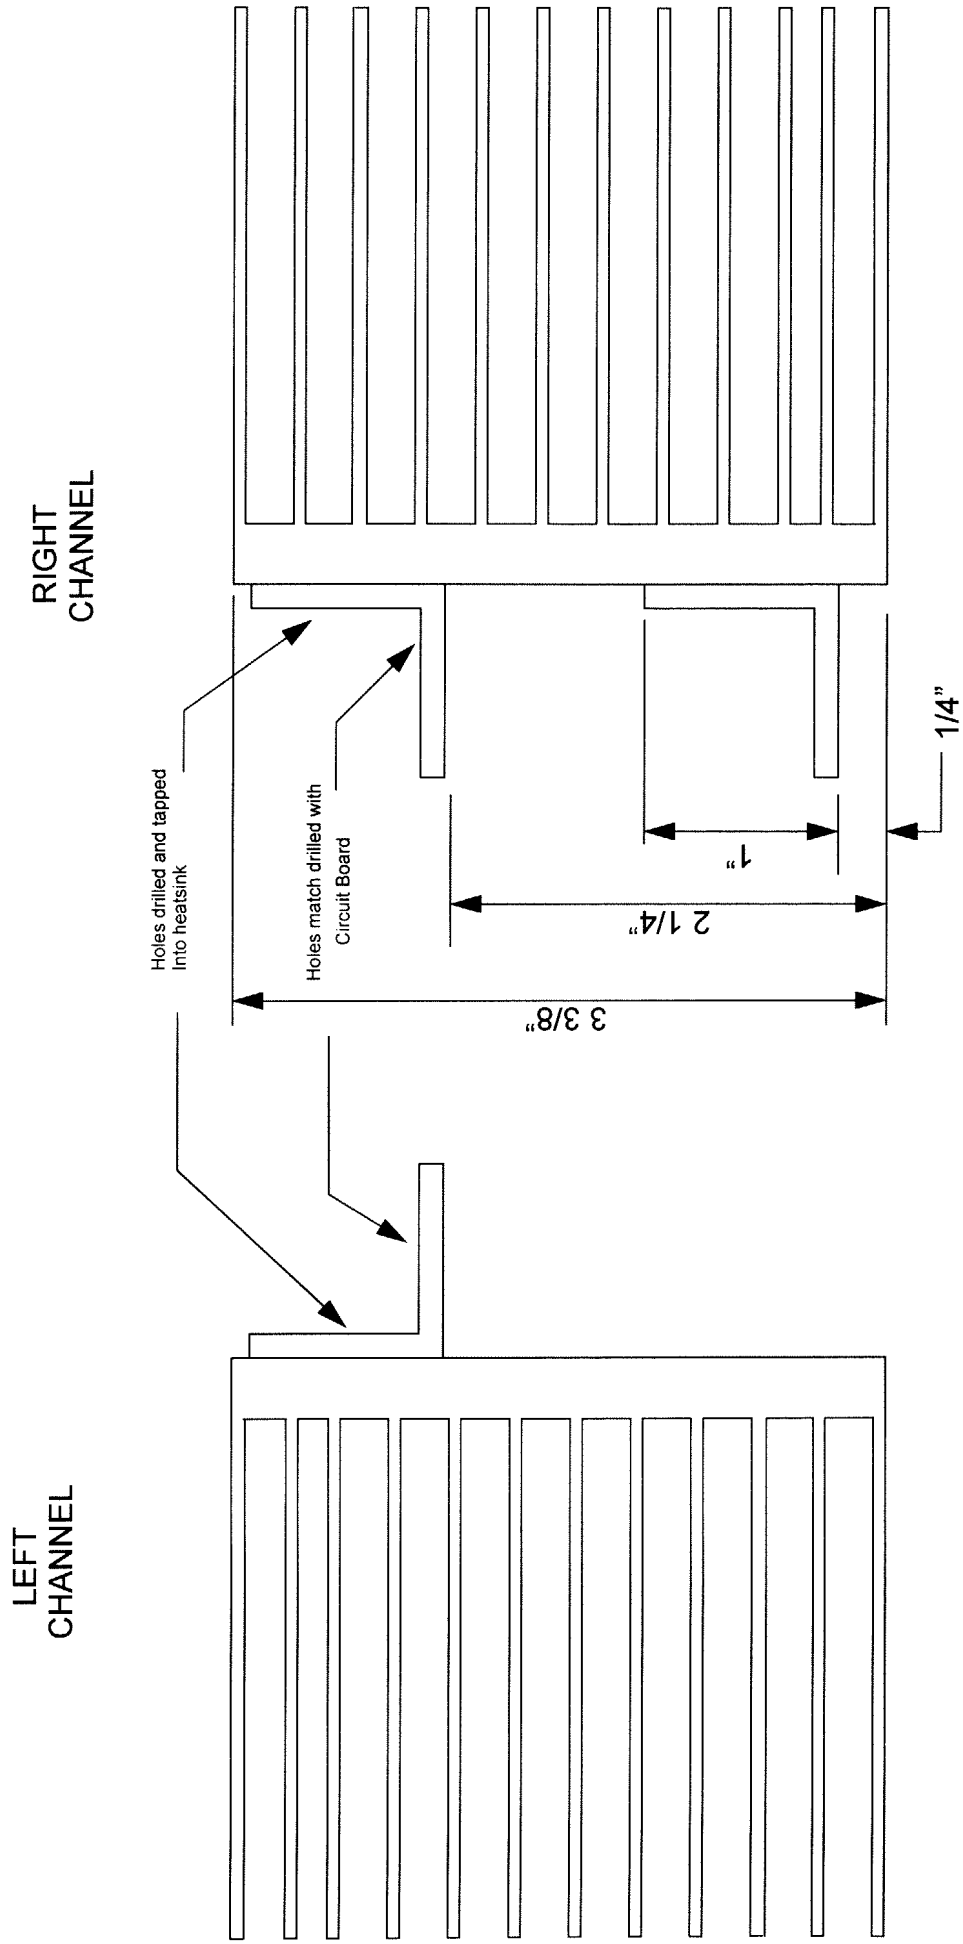 RIGHT
CHANNEL
Holes drilled and tapped
Into heatsink
Holes match drilled with
Circuit Board
1/4”
1”
2 1/4”
3 3/8”
LEFT
CHANNEL